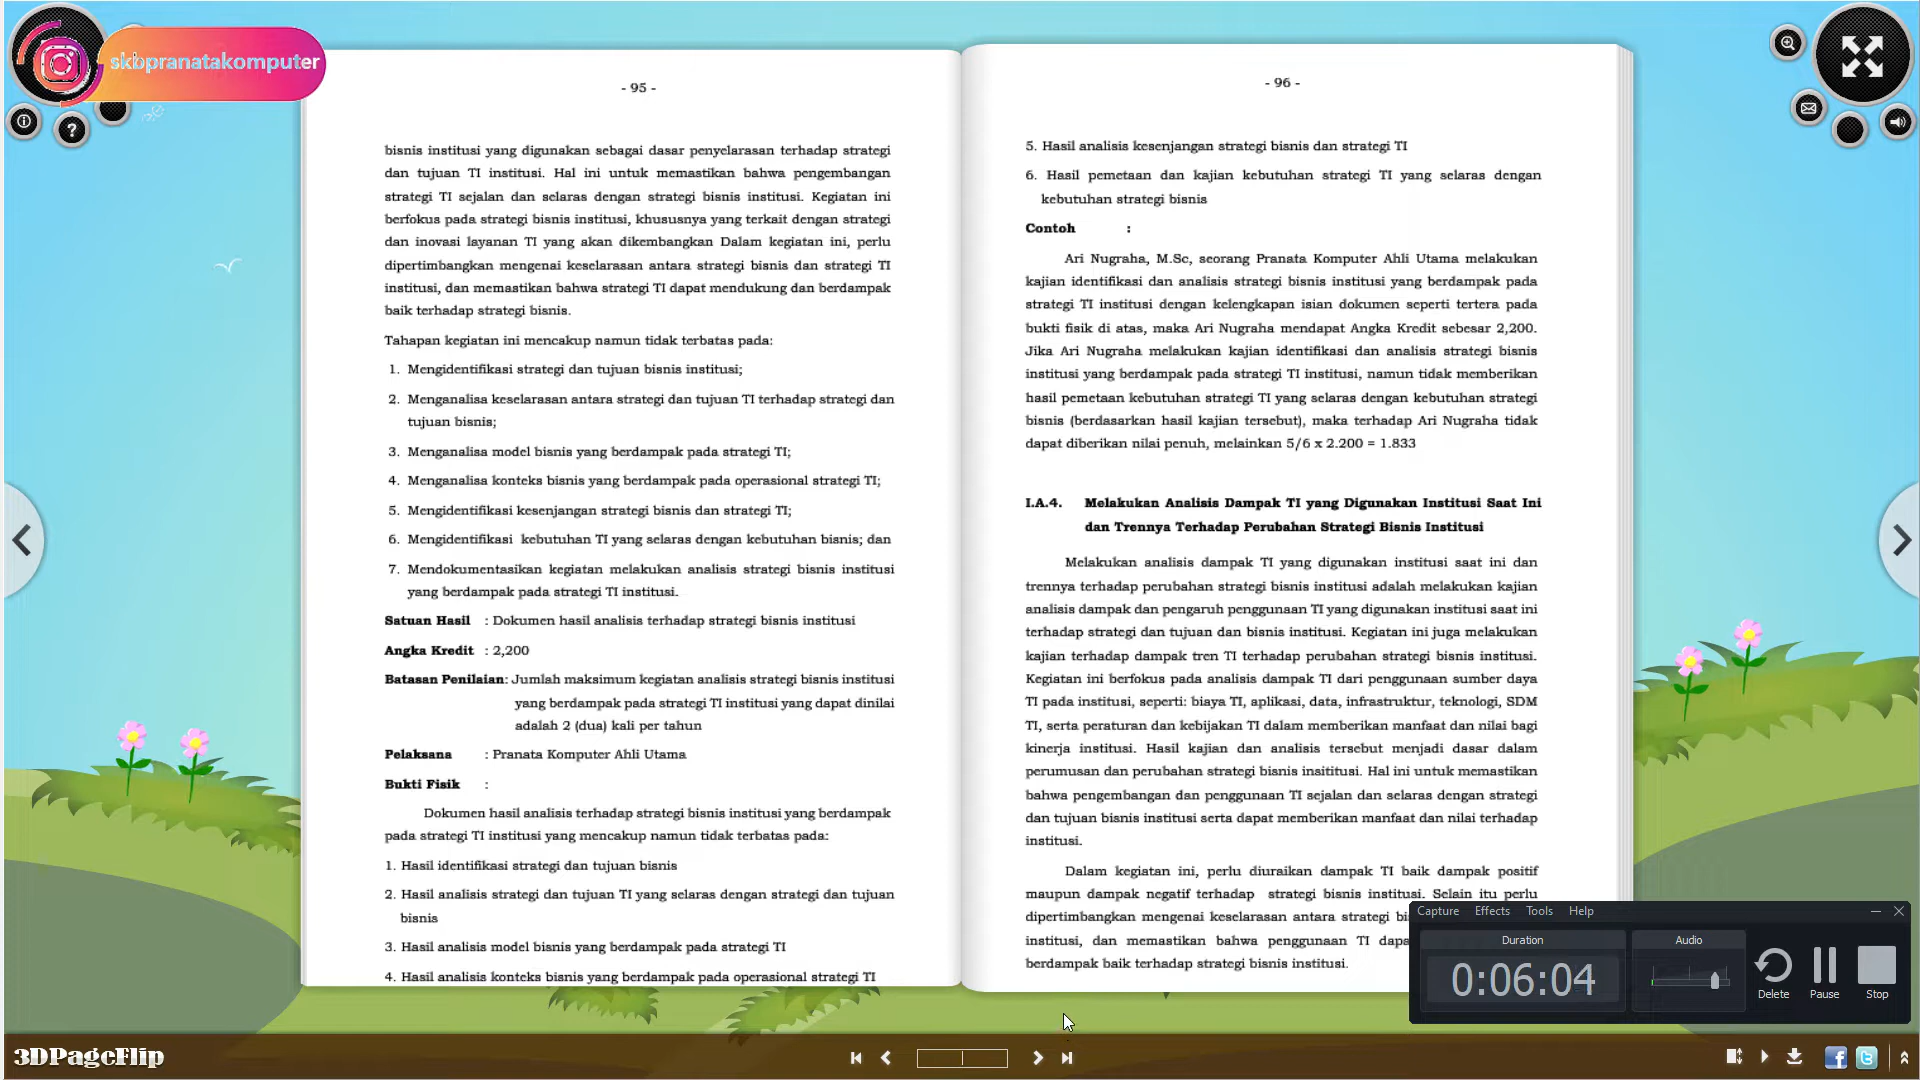 skbpranatakomputer
- 95 -
bisnis institusi yang digunakan sebagai dasar penyelarasan terhadap strategi
dan tujuan TI institusi. Hal ini untuk memastikan bahwa pengembangan
strategi TI sejalan dan selaras dengan strategi bisnis institusi. Kegiatan ini
berfokus pada strategi bisnis institusi, khususnya yang terkait dengan strategi
dan inovasi layanan TI yang akan dikembangkan Dalam kegiatan ini, perlu
dipertimbangkan mengenai keselarasan antara strategi bisnis dan strategi TI
institusi, dan memastikan bahwa strategi TI dapat mendukung dan berdampak
baik terhadap strategi bisnis.
Tahapan kegiatan ini mencakup namun tidak terbatas pada:
1. Mengidentifikasi strategi dan tujuan bisnis institusi;
2. Menganalisa keselarasan antara strategi dan tujuan TI terhadap strategi dan
tujuan bisnis;
3. Menganalisa model bisnis yang berdampak pada strategi TI;
4. Menganalisa konteks bisnis yang berdampak pada operasional strategi TI;
5. Mengidentifikasi kesenjangan strategi bisnis dan strategi TI;
6. Mengidentifikasi kebutuhan TI yang selaras dengan kebutuhan bisnis; dan
7. Mendokumentasikan kegiatan melakukan analisis strategi bisnis institusi
yang berdampak pada strategi TI institusi.
Satuan Hasil : Dokumen hasil analisis terhadap strategi bisnis institusi
Angka Kredit : 2,200
Batasan Penilaian: Jumlah maksimum kegiatan analisis strategi bisnis institusi
yang berdampak pada strategi TI institusi yang dapat dinilai
adalah 2 (dua) kali per tahun
Pelaksana : Pranata Komputer Ahli Utama
Bukti Fisik :
Dokumen hasil analisis terhadap strategi bisnis institusi yang berdampak
pada strategi TI institusi yang mencakup namun tidak terbatas pada:
1. Hasil identifikasi strategi dan tujuan bisnis
2. Hasil analisis strategi dan tujuan TI yang selaras dengan strategi dan tujuan
bisnis
3. Hasil analisis model bisnis yang berdampak pada strategi TI
4. Hasil analisis konteks bisnis yang berdampak pada operasional strategi TI
- 96 -
5. Hasil analisis kesenjangan strategi bisnis dan strategi TI
6. Hasil pemetaan dan kajian kebutuhan strategi TI yang selaras dengan
kebutuhan strategi bisnis
Contoh :
Ari Nugraha, M.Sc, seorang Pranata Komputer Ahli Utama melakukan
kajian identifikasi dan analisis strategi bisnis institusi yang berdampak pada
strategi TI institusi dengan kelengkapan isian dokumen seperti tertera pada
bukti fisik di atas, maka Ari Nugraha mendapat Angka Kredit sebesar 2,200.
Jika Ari Nugraha melakukan kajian identifikasi dan analisis strategi bisnis
institusi yang berdampak pada strategi TI institusi, namun tidak memberikan
hasil pemetaan kebutuhan strategi TI yang selaras dengan kebutuhan strategi
bisnis (berdasarkan hasil kajian tersebut), maka terhadap Ari Nugraha tidak
dapat diberikan nilai penuh, melainkan 5/6 x 2.200 = 1.833
I.A.4. Melakukan Analisis Dampak TI yang Digunakan Institusi Saat Ini
dan Trennya Terhadap Perubahan Strategi Bisnis Institusi
Melakukan analisis dampak TI yang digunakan institusi saat ini dan
trennya terhadap perubahan strategi bisnis institusi adalah melakukan kajian
analisis dampak dan pengaruh penggunaan TI yang digunakan institusi saat ini
terhadap strategi dan tujuan dan bisnis institusi. Kegiatan ini juga melakukan
kajian terhadap dampak tren TI terhadap perubahan strategi bisnis institusi.
Kegiatan ini berfokus pada analisis dampak TI dari penggunaan sumber daya
TI pada institusi, seperti: biaya TI, aplikasi, data, infrastruktur, teknologi, SDM
TI, serta peraturan dan kebijakan TI dalam memberikan manfaat dan nilai bagi
kinerja institusi. Hasil kajian dan analisis tersebut menjadi dasar dalam
perumusan dan perubahan strategi bisnis insititusi. Hal ini untuk memastikan
bahwa pengembangan dan penggunaan TI sejalan dan selaras dengan strategi
dan tujuan bisnis institusi serta dapat memberikan manfaat dan nilai terhadap
institusi.
Dalam kegiatan ini, perlu diuraikan dampak TI baik dampak positif
maupun dampak negatif terhadap strategi bisnis institusi. Selain itu perlu
dipertimbangkan mengenai keselarasan antara strategi
institusi, dan memastikan bahwa penggunaan TI
berdampak baik terhadap strategi bisnis institusi.
Capture Effects Tools Help
Duration Audio
0:06:04
Delete Pause Stop
3DPageFlip